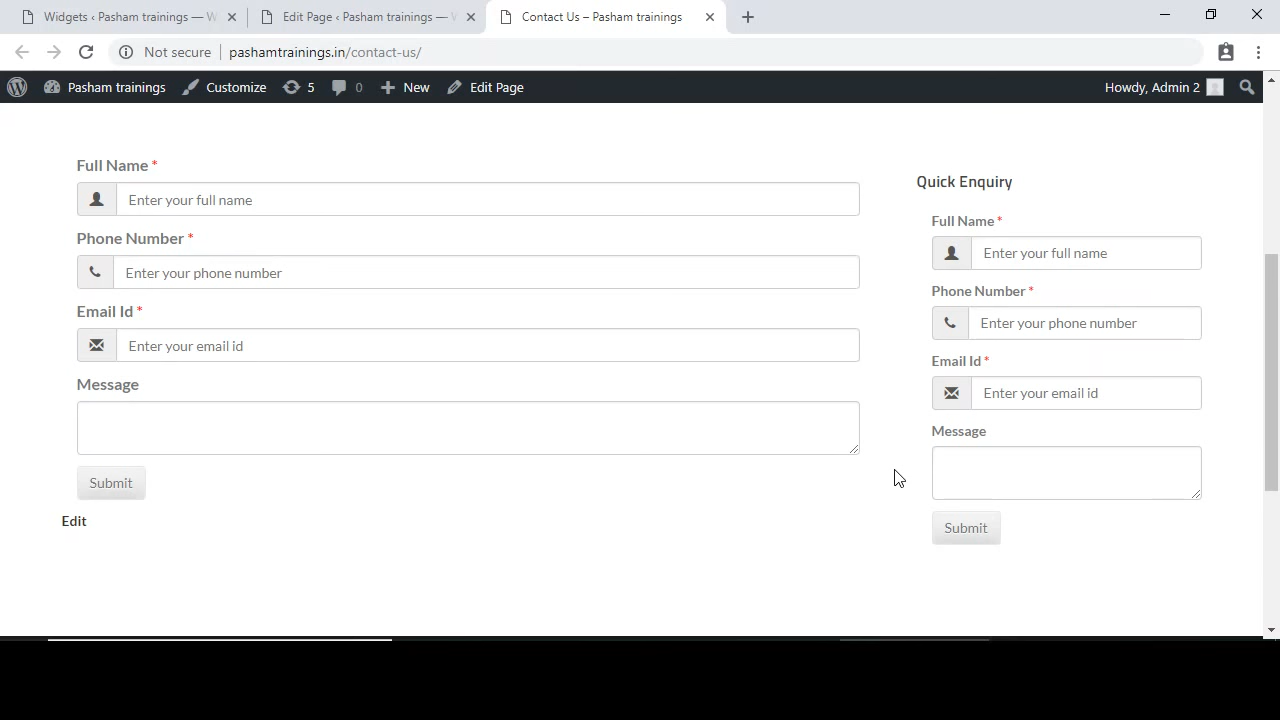 Widgets ‹ Pasham trainings — W
Edit Page ‹ Pasham trainings — W
Contact Us – Pasham trainings
Not secure
pashamtrainings.in/contact-us/
Pasham trainings
Customize
5
0
New
Edit Page
Howdy, Admin 2
Full Name *
Enter your full name
Phone Number *
Enter your phone number
Email Id *
Enter your email id
Message
Submit
Edit
Quick Enquiry
Full Name *
Enter your full name
Phone Number *
Enter your phone number
Email Id *
Enter your email id
Message
Submit